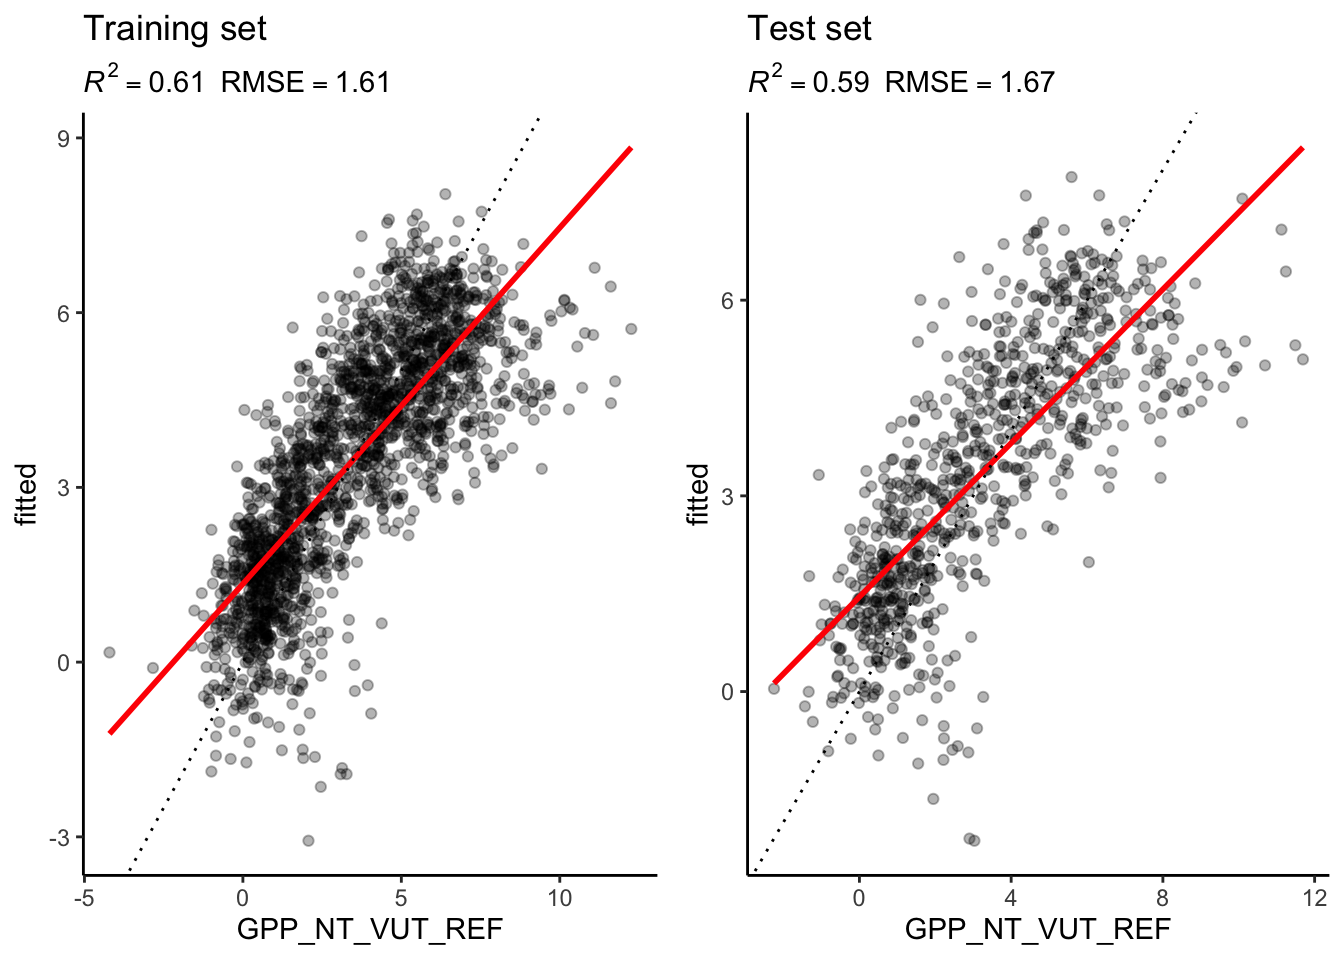 Training set
R² = 0.61 RMSE = 1.61
9
6
3
0
-3
fitted
-5
0
5
10
GPP_NT_VUT_REF
Test set
R² = 0.59 RMSE = 1.67
6
3
0
fitted
0
4
8
12
GPP_NT_VUT_REF